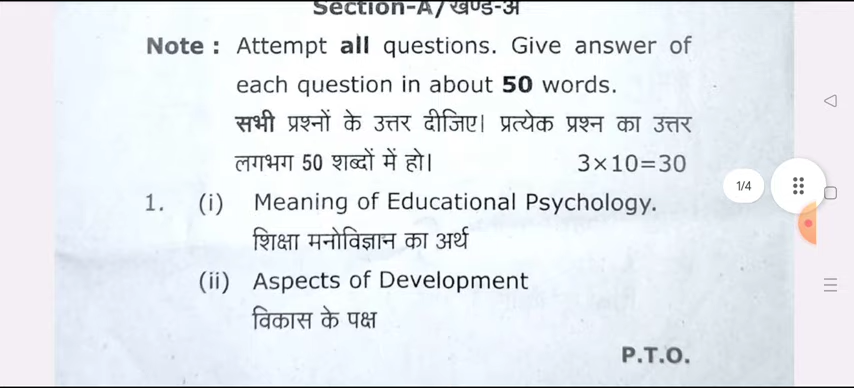 Section-A/खण्ड-अ
Note : Attempt all questions. Give answer of
each question in about 50 words.
सभी प्रश्नों के उत्तर दीजिए। प्रत्येक प्रश्न का उत्तर
लगभग 50 शब्दों में हो। 3×10=30
1/4
1. (i) Meaning of Educational Psychology.
शिक्षा मनोविज्ञान का अर्थ
(ii) Aspects of Development
विकास के पक्ष
P.T.O.